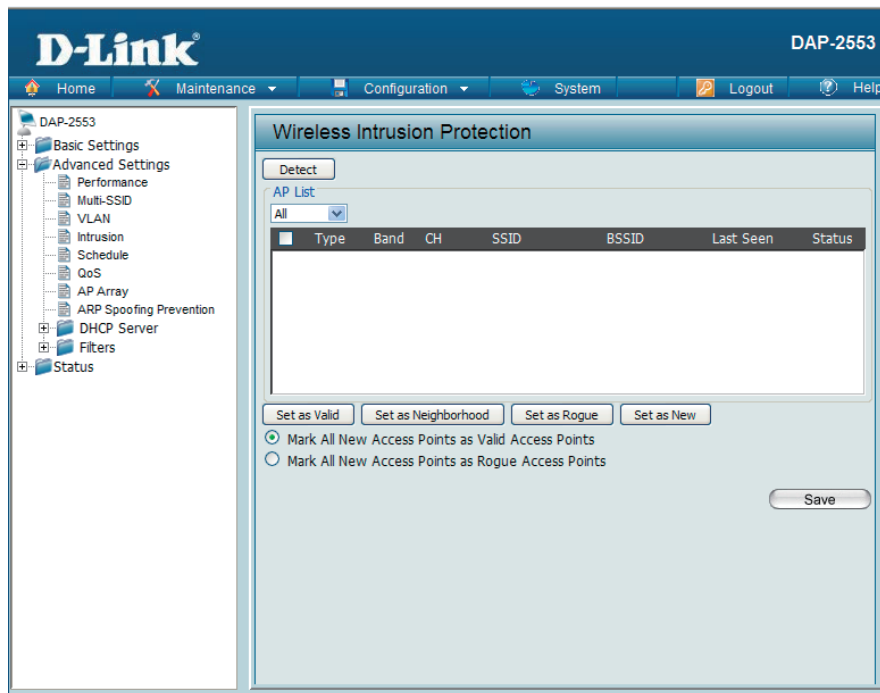 D-Link®
DAP-2553
Home Maintenance Configuration System Logout Help
DAP-2553
Basic Settings
Advanced Settings
Performance
Multi-SSID
VLAN
Intrusion
Schedule
QoS
AP Array
ARP Spoofing Prevention
DHCP Server
Filters
Status
Wireless Intrusion Protection
Detect
AP List
All
Type Band CH SSID BSSID Last Seen Status
Set as Valid Set as Neighborhood Set as Rogue Set as New
Mark All New Access Points as Valid Access Points
Mark All New Access Points as Rogue Access Points
Save